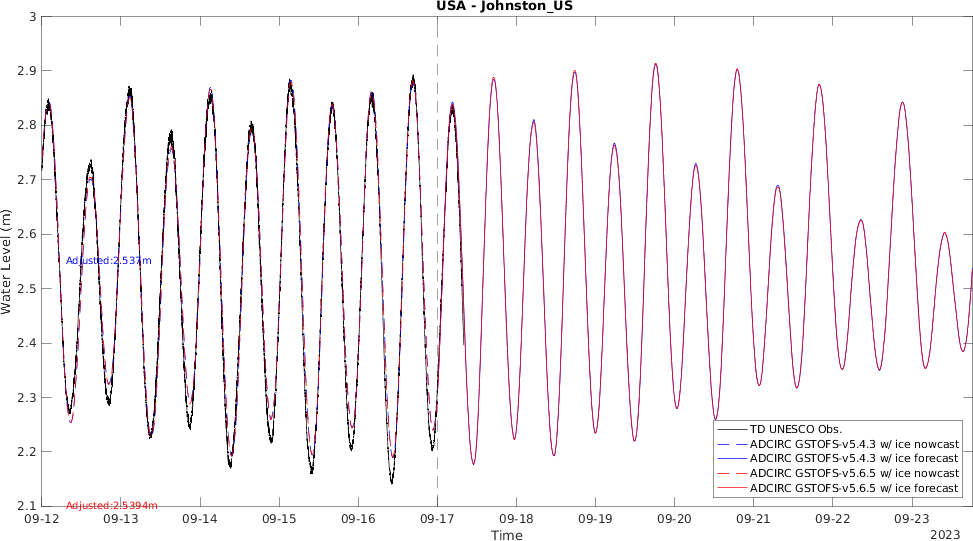 USA - Johnston_US
3
2.9
2.8
2.7
2.6
2.5
2.4
2.3
2.2
2.1
Water Level (m)
Adjusted:2.537m
Adjusted:2.5394m
TD UNESCO Obs.
ADCIRC GSTOFS-v5.4.3 w/ ice nowcast
ADCIRC GSTOFS-v5.4.3 w/ ice forecast
ADCIRC GSTOFS-v5.6.5 w/ ice nowcast
ADCIRC GSTOFS-v5.6.5 w/ ice forecast
09-12 09-13 09-14 09-15 09-16 09-17 09-18 09-19 09-20 09-21 09-22 09-23
Time
2023